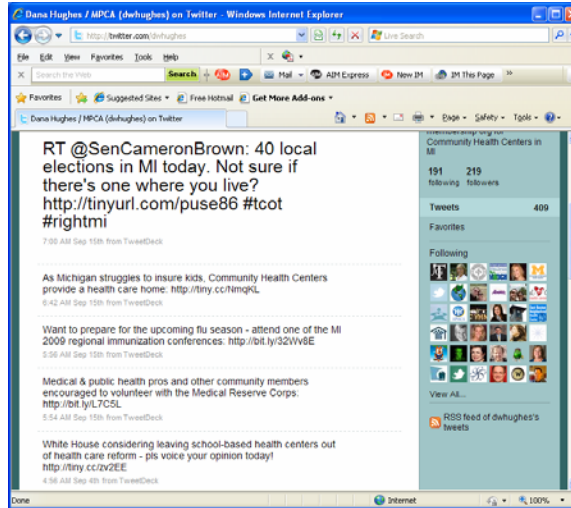 Dana Hughes / MPCA (dwhughes) on Twitter - Windows Internet Explorer
http://twitter.com/dwhughes
Live Search
File Edit View Favorites Tools Help
Search the Web Search Mail AIM Express New IM IM This Page
Favorites Suggested Sites Free Hotmail Get More Add-ons
Dana Hughes / MPCA (dwhughes) on Twitter Page Safety Tools
RT @SenCameronBrown: 40 local
elections in MI today. Not sure if
there's one where you live?
http://tinyurl.com/puse86 #tcot
#rightmi
7:00 AM Sep 15th from TweetDeck
As Michigan struggles to insure kids, Community Health Centers
provide a health care home: http://tiny.cc/NmqKL
6:42 AM Sep 15th from TweetDeck
Want to prepare for the upcoming flu season - attend one of the MI
2009 regional immunization conferences: http://bit.ly/32Wv8E
5:56 AM Sep 15th from TweetDeck
Medical & public health pros and other community members
encouraged to volunteer with the Medical Reserve Corps:
http://bit.ly/L7C5L
5:54 AM Sep 15th from TweetDeck
White House considering leaving school-based health centers out
of health care reform - pls voice your opinion today!
http://tiny.cc/zv2EE
4:56 AM Sep 4th from TweetDeck
membership org for
Community Health Centers in
MI
191 219
following followers
Tweets 409
Favorites
Following
View All...
RSS feed of dwhughes's
tweets
Done Internet 100%